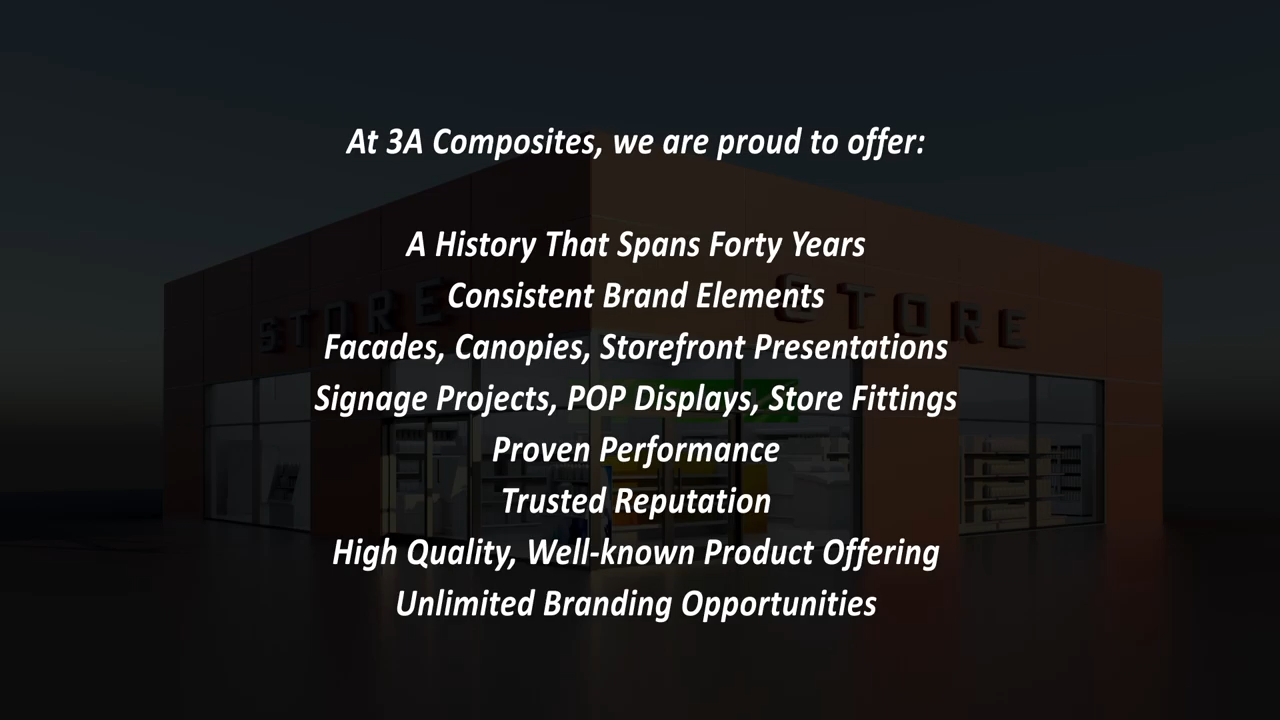 At 3A Composites, we are proud to offer:
A History That Spans Forty Years
Consistent Brand Elements
Facades, Canopies, Storefront Presentations
Signage Projects, POP Displays, Store Fittings
Proven Performance
Trusted Reputation
High Quality, Well-known Product Offering
Unlimited Branding Opportunities
STORE
STORE